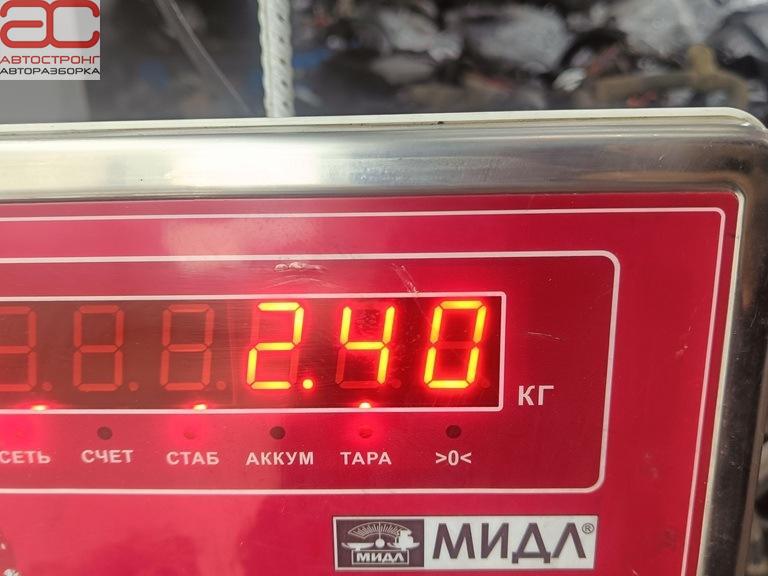 АС
АВТОСТРОНГ
АВТОРАЗБОРКА
2.40
КГ
СЕТЬ СЧЕТ СТАБ АККУМ ТАРА >0<
МИДЛ МИДЛ®